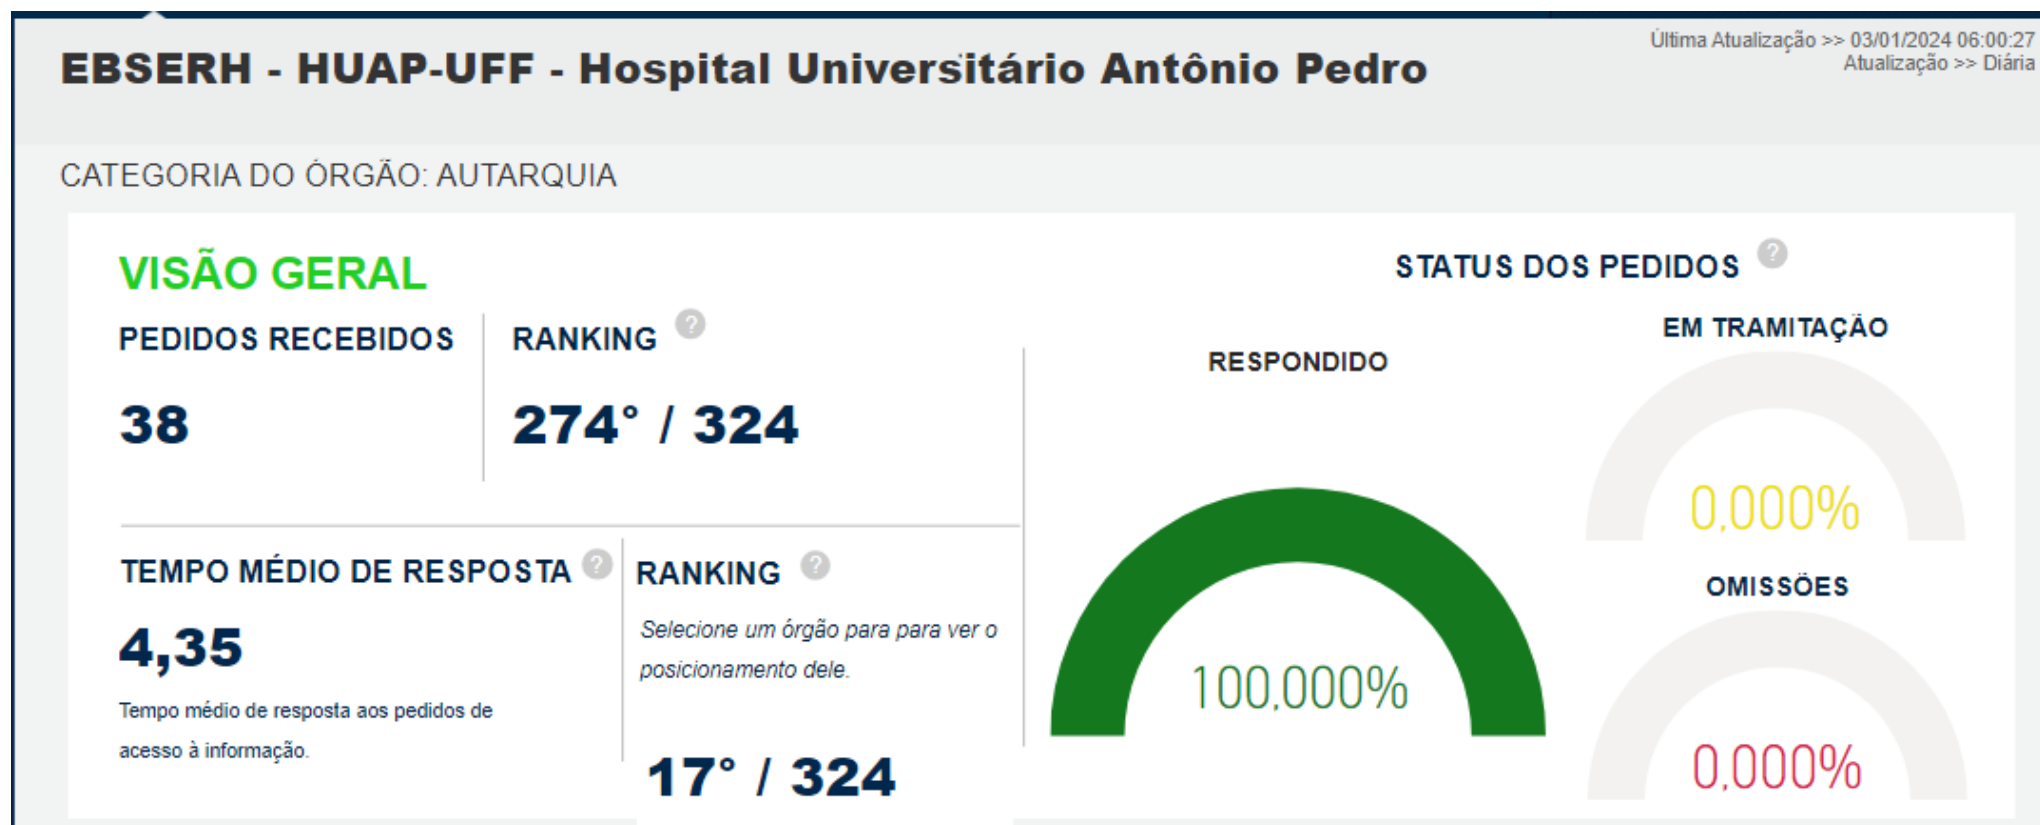 EBSERH - HUAP-UFF - Hospital Universitário Antônio Pedro
Última Atualização >> 03/01/2024 06:00:27
Atualização >> Diária
CATEGORIA DO ÓRGÃO: AUTARQUIA
VISÃO GERAL
PEDIDOS RECEBIDOS
38
RANKING ?
274° / 324
TEMPO MÉDIO DE RESPOSTA ?
4,35
Tempo médio de resposta aos pedidos de
acesso à informação.
RANKING ?
Selecione um órgão para para ver o
posicionamento dele.
17° / 324
STATUS DOS PEDIDOS ?
RESPONDIDO
100,000%
EM TRAMITAÇÃO
0,000%
OMISSÕES
0,000%